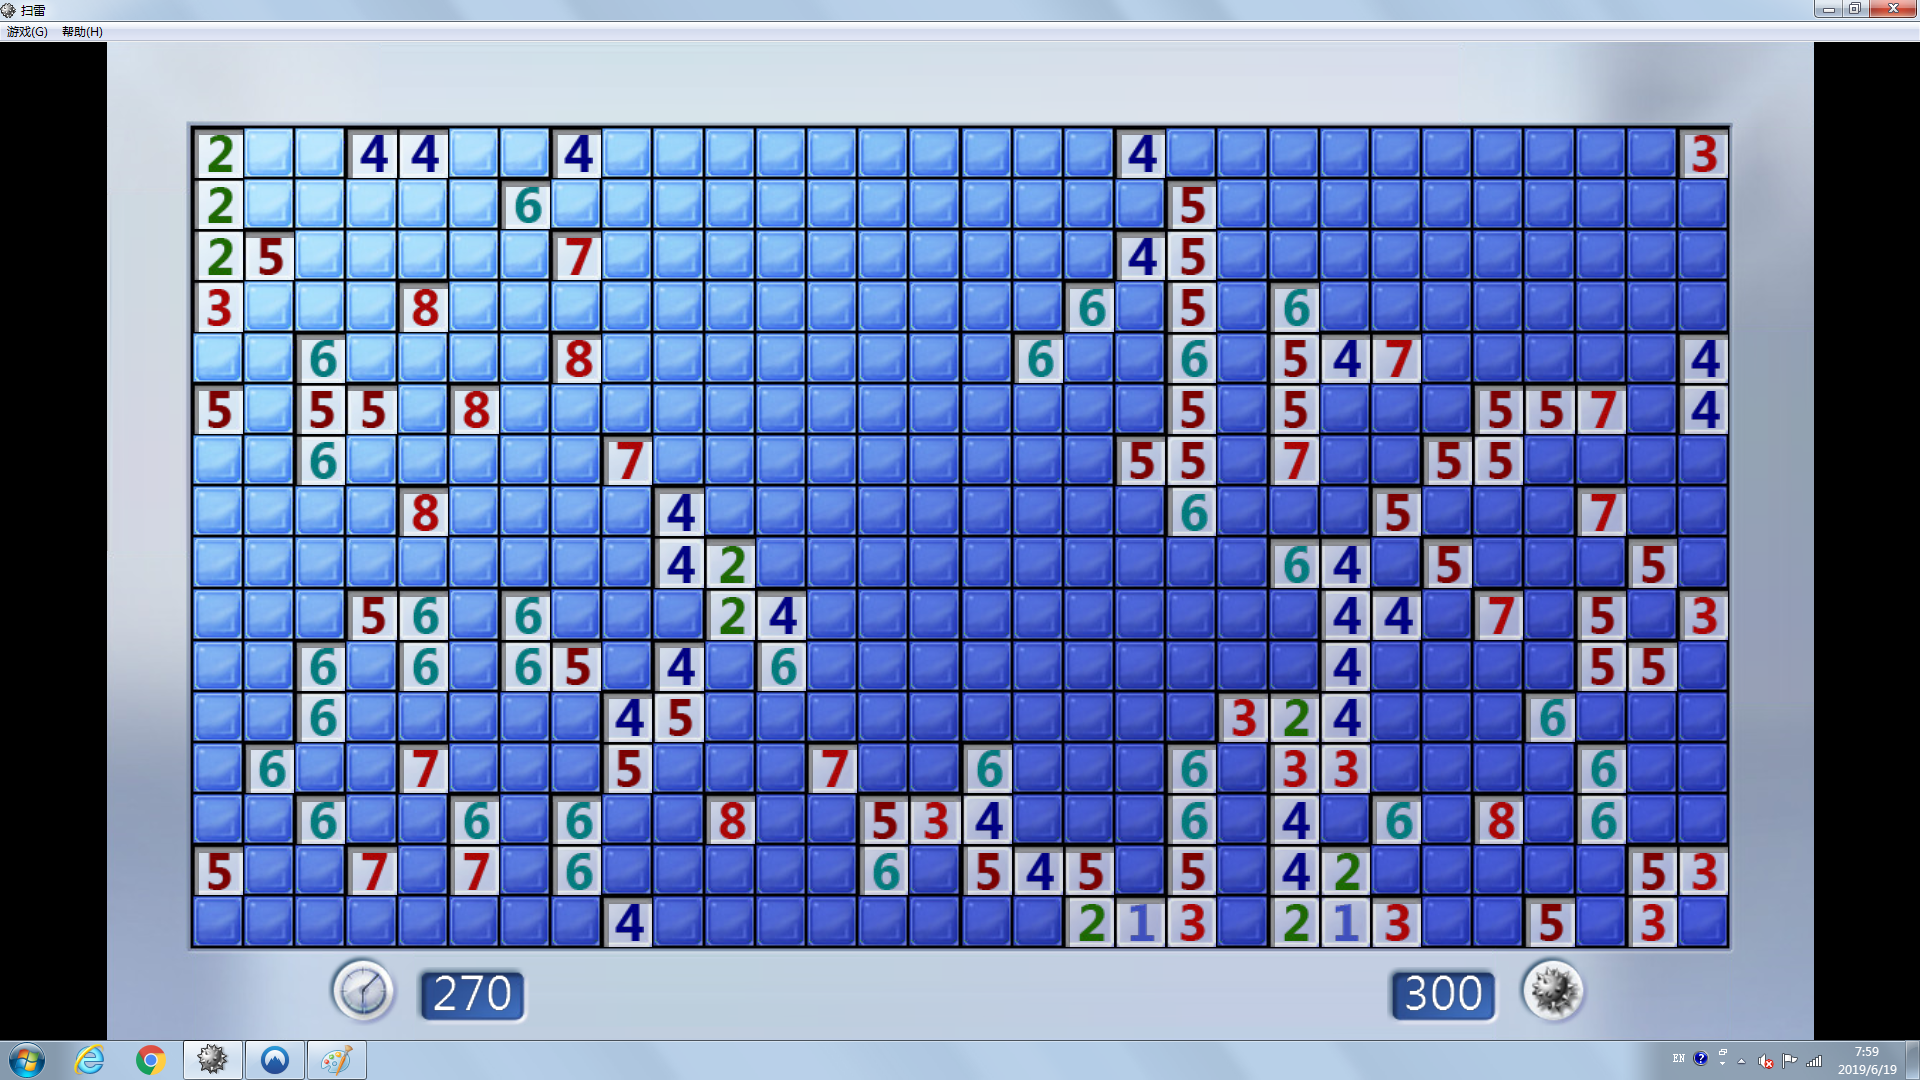 扫雷
游戏(G) 帮助(H)
2 4 4 4 4 3
2 6 5
2 5 7 4 5
3 8 6 5 6
6 8 6 6 5 4 7 4
5 5 5 8 5 5 5 5 7 4
6 7 5 5 7 5 5
8 4 6 5 7
4 2 6 4 5 5
5 6 6 2 4 4 4 7 5 3
6 6 6 5 4 6 4 5 5
6 4 5 3 2 4 6
6 7 5 7 6 6 3 3 6
6 6 6 8 5 3 4 6 4 6 8 6
5 7 7 6 6 5 4 5 5 4 2 5 3
4 2 1 3 2 1 3 5 3
270 300
EN 7:59
2019/6/19